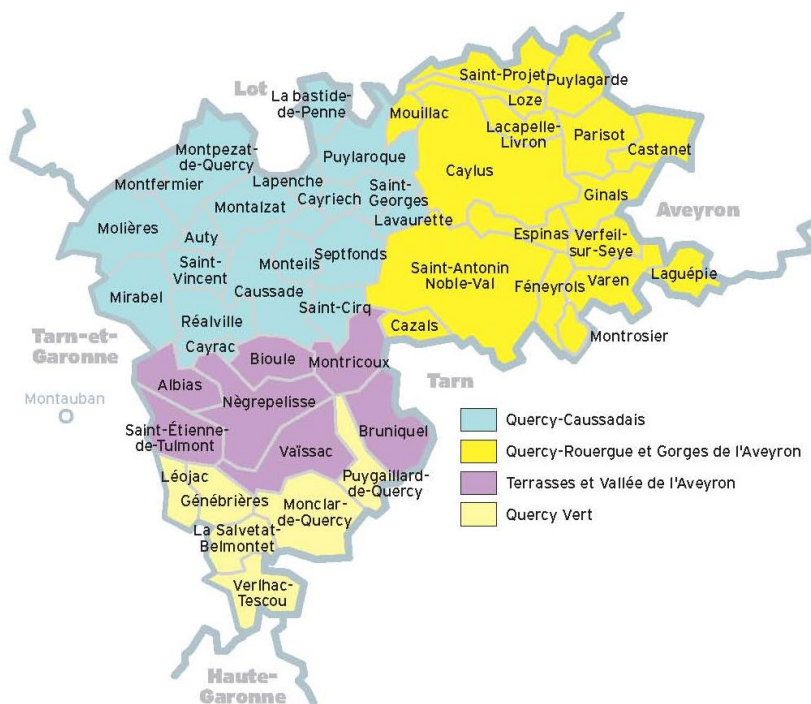 Lot
La bastide-
de-Penne
Saint-Projet
Puylagarde
Loze
Mouillac
Lacapelle-
Livron
Parisot
Castanet
Montpezat-
de-Quercy
Puylaroque
Caylus
Montfermier
Lapenche
Saint-
Georges
Ginals
Montalzat
Cayriech
Lavaurette
Aveyron
Molières
Auty
Espinas
Verfeil-
sur-Seye
Saint-
Vincent
Monteils
Septfonds
Saint-Antonin
Noble-Val
Féneyrols
Varen
Laguépie
Mirabel
Caussade
Saint-Cirq
Réalville
Cazals
Montrosier
Tarn-et-
Garonne
Cayrac
Bioule
Montricoux
Tarn
Albias
Montauban
Nègrepelisse
Saint-Étienne-
de-Tulmont
Vaïssac
Bruniquel
Léojac
Génébrières
Monclar-
de-Quercy
Puygaillard-
de-Quercy
La Salvetat-
Belmontet
Verlhac-
Tescou
Haute-
Garonne
Quercy-Caussadais
Quercy-Rouergue et Gorges de l'Aveyron
Terrasses et Vallée de l'Aveyron
Quercy Vert